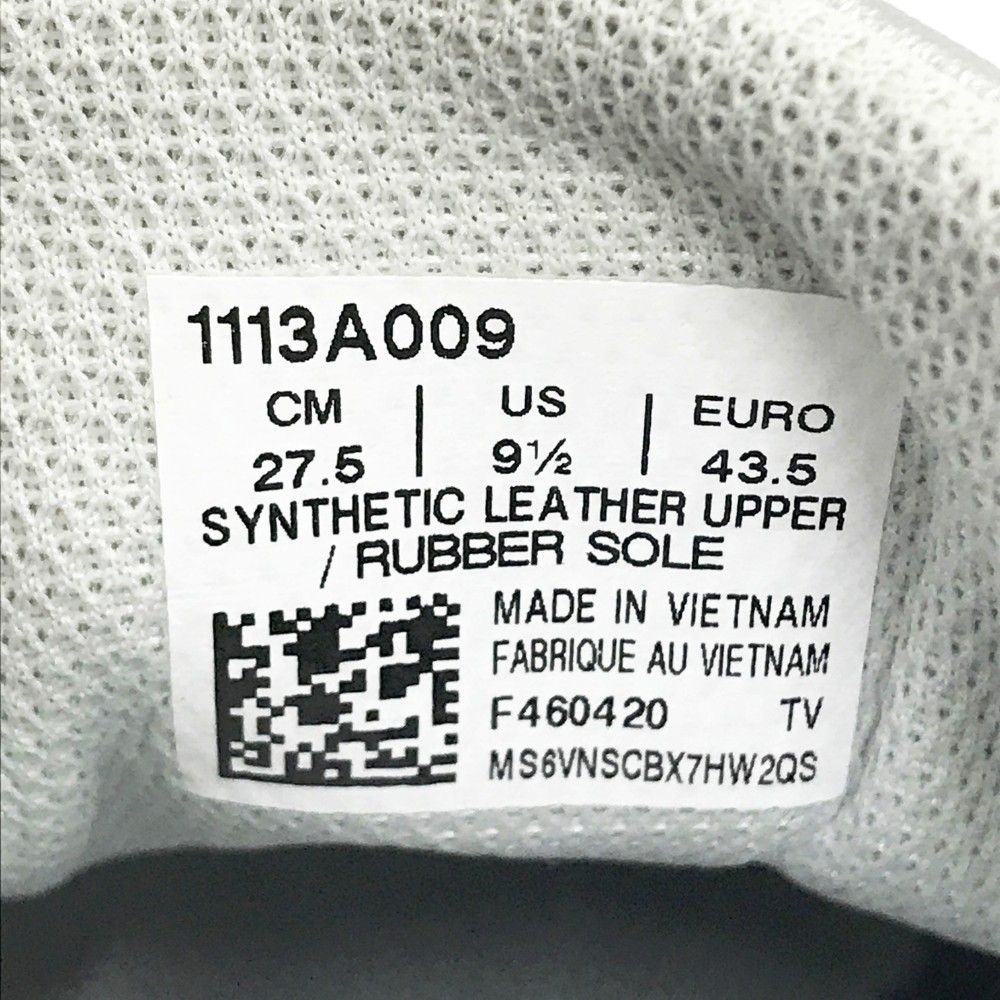 1113A009
CM | US | EURO
27.5 | 9½ | 43.5
SYNTHETIC LEATHER UPPER
/ RUBBER SOLE
MADE IN VIETNAM
FABRIQUE AU VIETNAM
F460420 TV
MS6VNSCBX7HW2QS